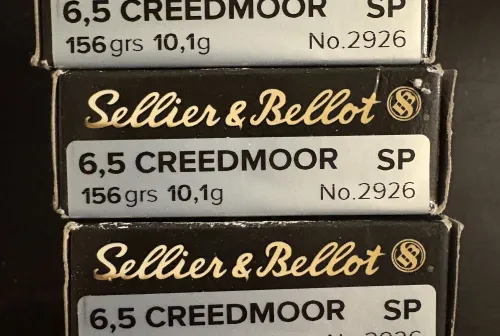 6,5 CREEDMOOR SP
156 grs 10,1g No.2926
Sellier & Bellot
6,5 CREEDMOOR SP
156 grs 10,1g No.2926
Sellier & Bellot
6,5 CREEDMOOR SP